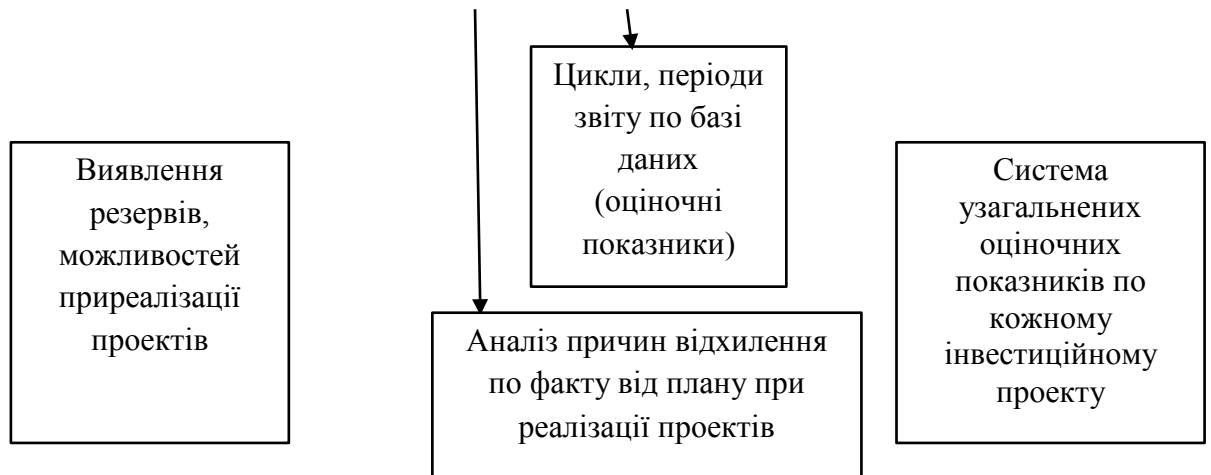 Цикли, періоди
звіту по базі
даних
(оціночні
показники)
Виявлення
резервів,
можливостей
приреалізації
проектів
Система
узагальнених
оціночних
показників по
кожному
інвестиційному
проекту
Аналіз причин відхилення
по факту від плану при
реалізації проектів